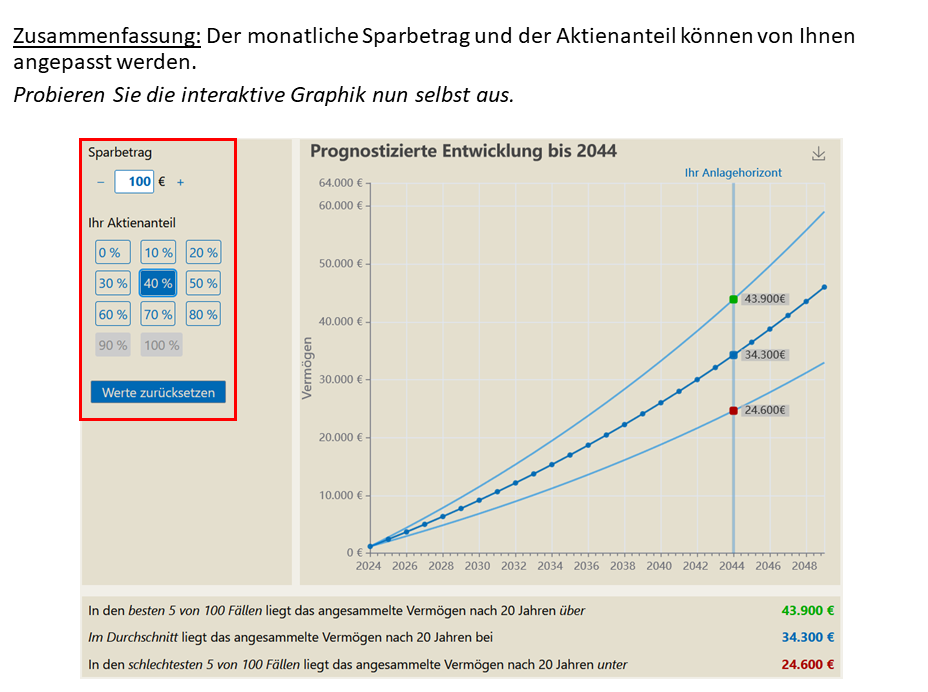 Zusammenfassung: Der monatliche Sparbetrag und der Aktienanteil können von Ihnen
angepasst werden.
Probieren Sie die interaktive Graphik nun selbst aus.
Sparbetrag
− 100 € +
Ihr Aktienanteil
0 % 10 % 20 %
30 % 40 % 50 %
60 % 70 % 80 %
90 % 100 %
Werte zurücksetzen
Prognostizierte Entwicklung bis 2044
Ihr Anlagehorizont
64.000 €
60.000 €
50.000 €
40.000 €
30.000 €
20.000 €
10.000 €
0 €
Vermögen
43.900€
34.300€
24.600€
2024 2026 2028 2030 2032 2034 2036 2038 2040 2042 2044 2046 2048
In den besten 5 von 100 Fällen liegt das angesammelte Vermögen nach 20 Jahren über 43.900 €
Im Durchschnitt liegt das angesammelte Vermögen nach 20 Jahren bei 34.300 €
In den schlechtesten 5 von 100 Fällen liegt das angesammelte Vermögen nach 20 Jahren unter 24.600 €